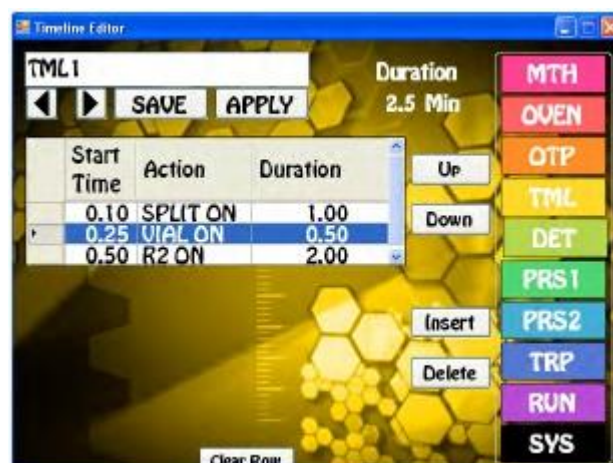 Timeline Editor
TML1
SAVE APPLY
Duration
2.5 Min
Start Time Action Duration
0.10 SPLIT ON 1.00
0.25 VIAL ON 0.50
0.50 R2 ON 2.00
Up
Down
Insert
Delete
Clear Row
MTH
OVEN
OTP
TML
DET
PRS1
PRS2
TRP
RUN
SYS